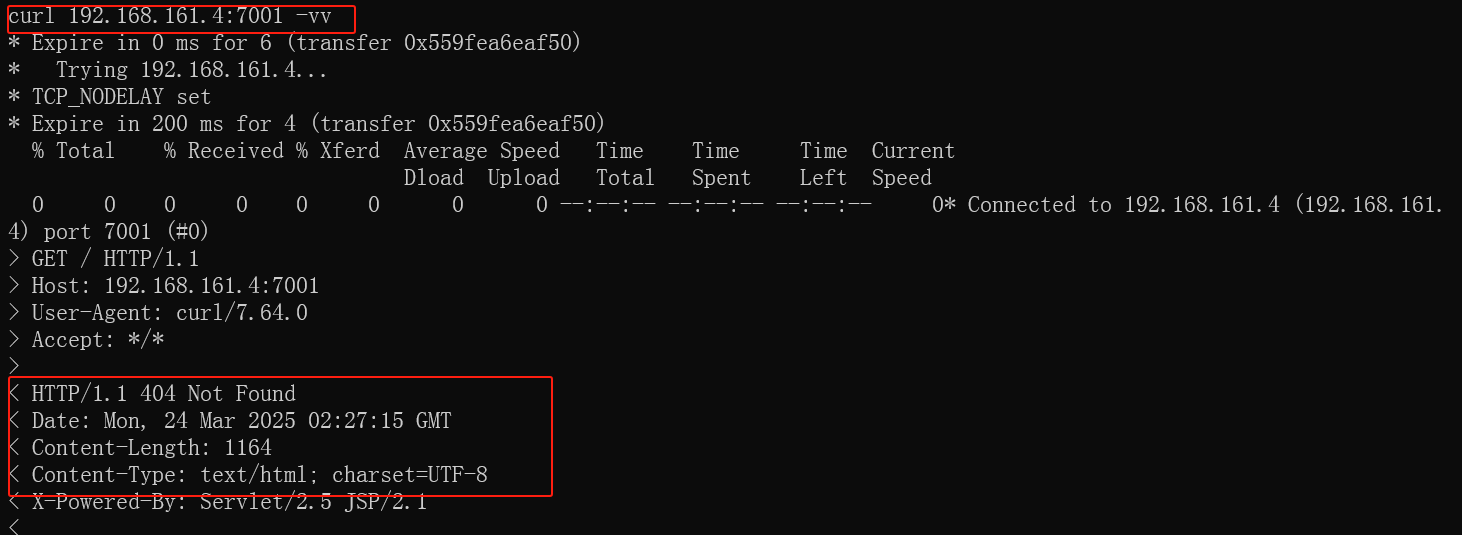 curl 192.168.161.4:7001 -vv
* Expire in 0 ms for 6 (transfer 0x559fea6eaf50)
*   Trying 192.168.161.4...
* TCP_NODELAY set
* Expire in 200 ms for 4 (transfer 0x559fea6eaf50)
  % Total    % Received % Xferd  Average Speed   Time    Time     Time  Current
                                 Dload  Upload   Total   Spent    Left  Speed
  0     0    0     0    0     0      0      0 --:--:-- --:--:-- --:--:--     0* Connected to 192.168.161.
4) port 7001 (#0)
> GET / HTTP/1.1
> Host: 192.168.161.4:7001
> User-Agent: curl/7.64.0
> Accept: */*
>
< HTTP/1.1 404 Not Found
< Date: Mon, 24 Mar 2025 02:27:15 GMT
< Content-Length: 1164
< Content-Type: text/html; charset=UTF-8
< X-Powered-By: Servlet/2.5 JSP/2.1
<